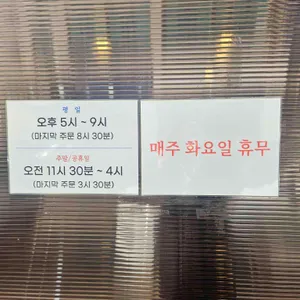 평 일
오후 5시 ~ 9시
(마지막 주문 8시 30분)
주말/공휴일
오전 11시 30분 ~ 4시
(마지막 주문 3시 30분)
매주 화요일 휴무